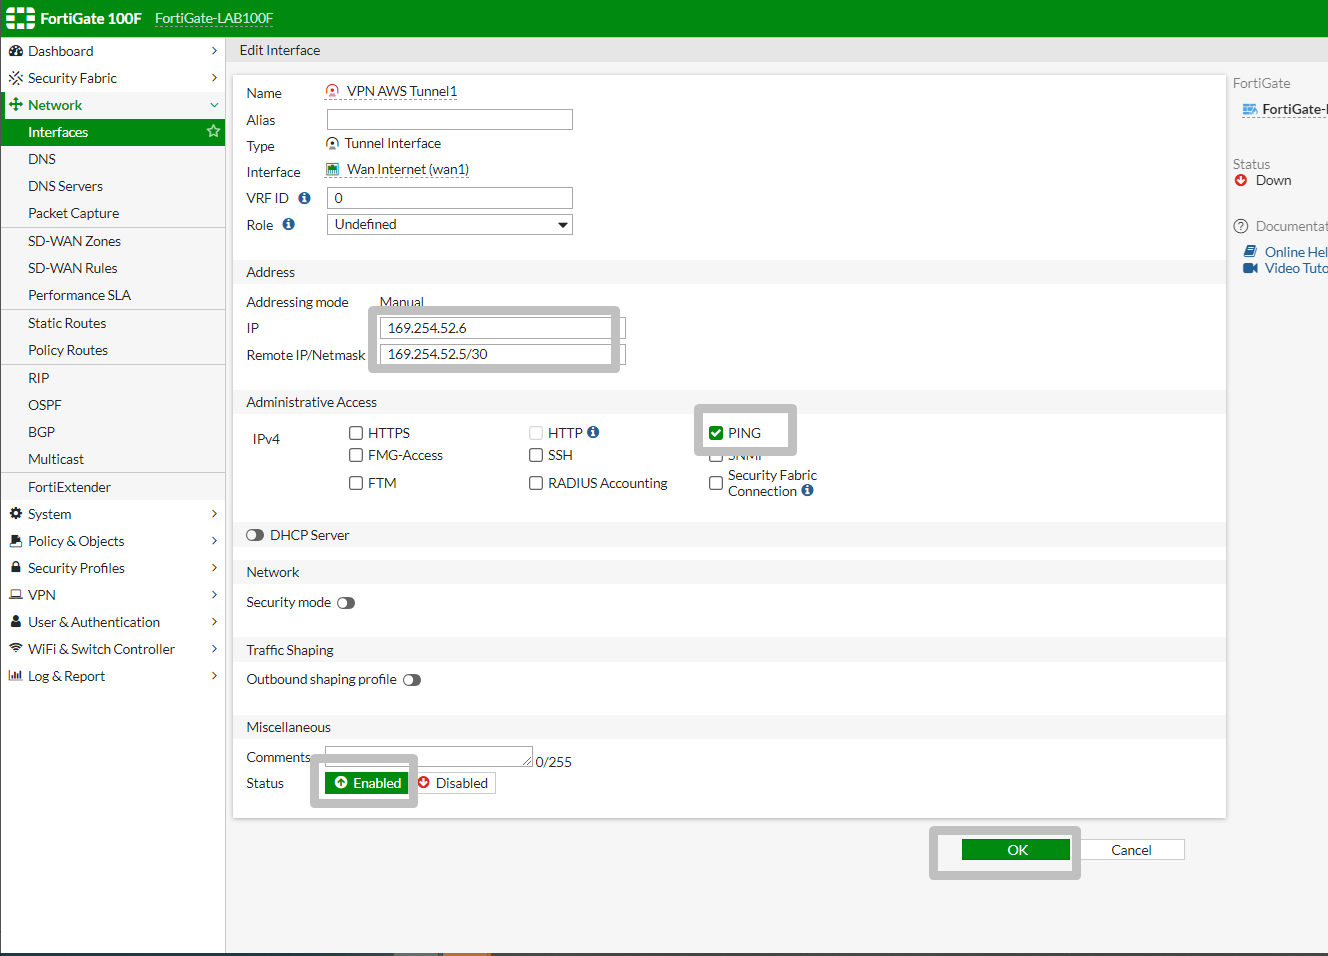 FortiGate 100F FortiGate-LAB100F
Dashboard
Security Fabric
Network
Interfaces
DNS
DNS Servers
Packet Capture
SD-WAN Zones
SD-WAN Rules
Performance SLA
Static Routes
Policy Routes
RIP
OSPF
BGP
Multicast
FortiExtender
System
Policy & Objects
Security Profiles
VPN
User & Authentication
WiFi & Switch Controller
Log & Report
Edit Interface
Name VPN AWS Tunnel1
Alias
Type Tunnel Interface
Interface Wan Internet (wan1)
VRF ID 0
Role Undefined
Address
Addressing mode Manual
IP 169.254.52.6
Remote IP/Netmask 169.254.52.5/30
Administrative Access
IPv4
HTTPS HTTP PING
FMG-Access SSH SNMP
FTM RADIUS Accounting Security Fabric
Connection
DHCP Server
Network
Security mode
Traffic Shaping
Outbound shaping profile
Miscellaneous
Comments 0/255
Status Enabled Disabled
OK Cancel
FortiGate
FortiGate-
Status
Down
Documentat
Online Hel
Video Tuto